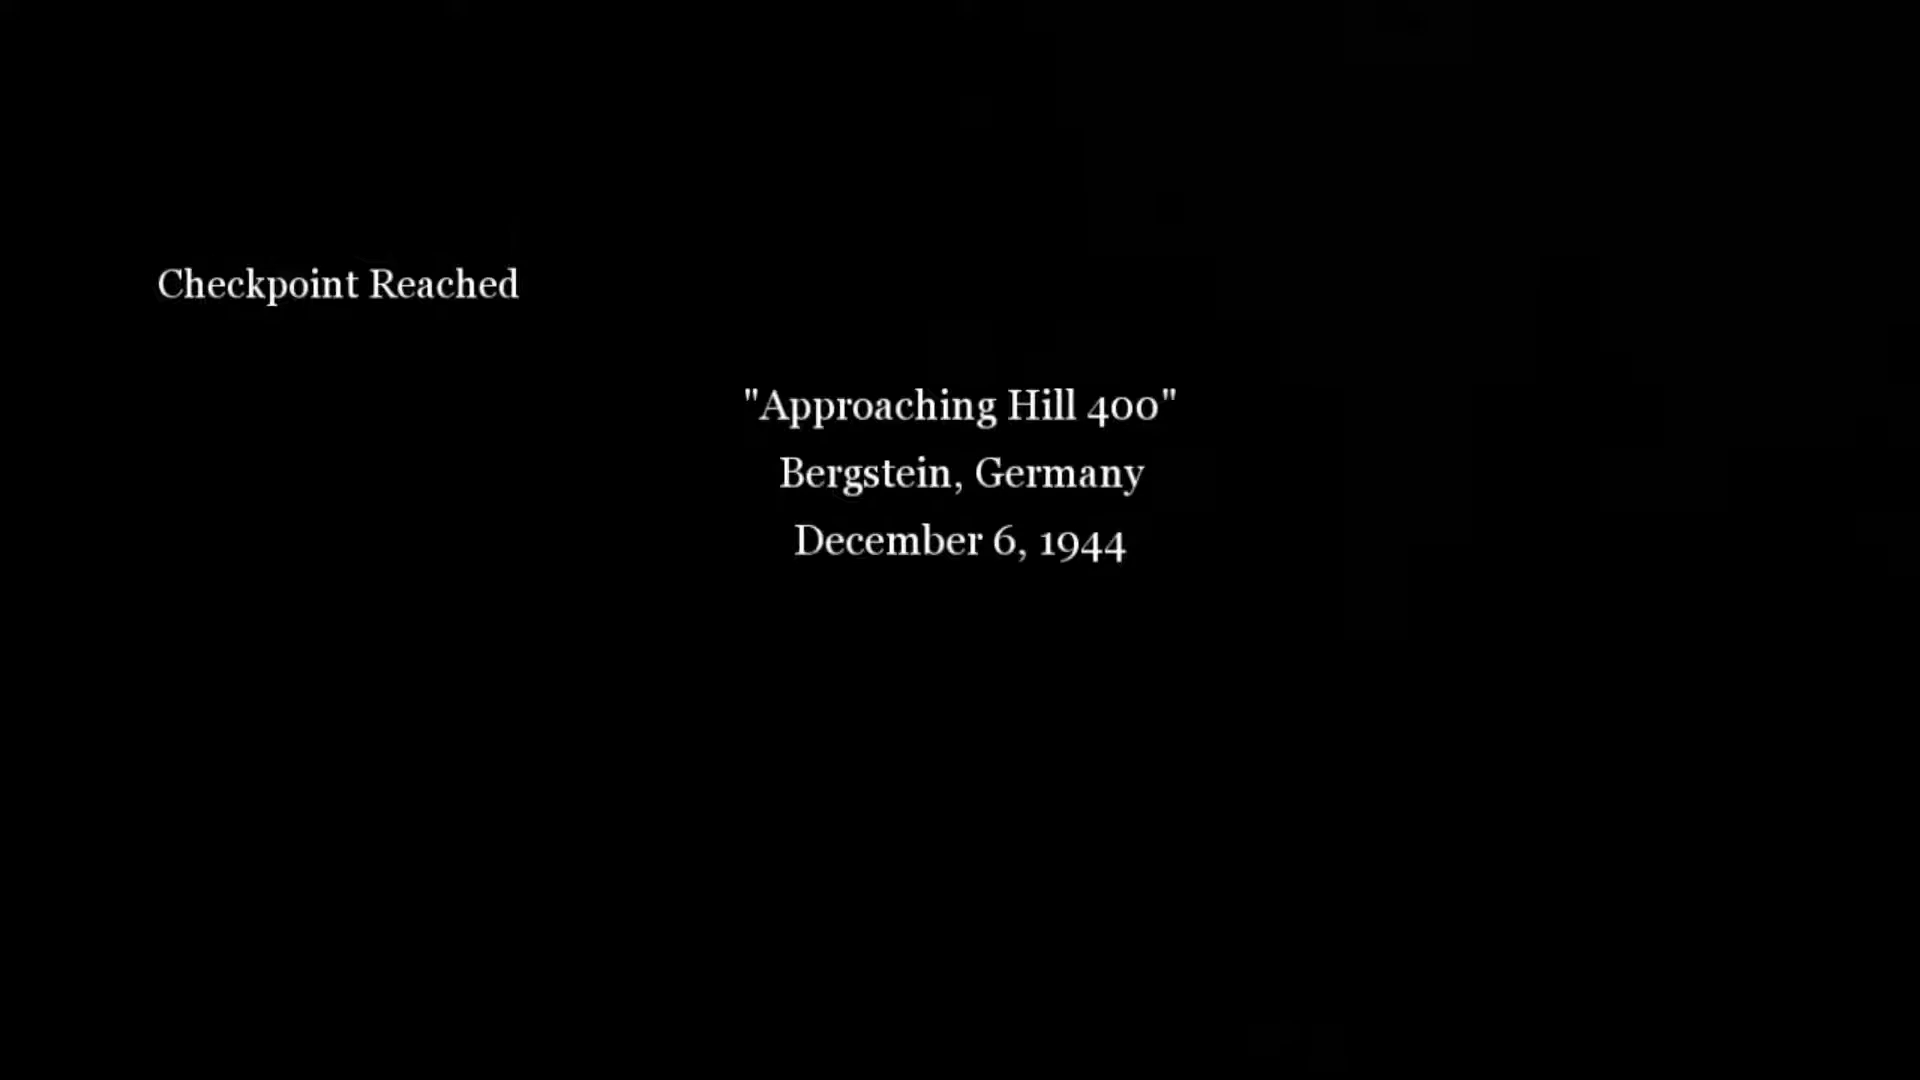 Checkpoint Reached
"Approaching Hill 400"
Bergstein, Germany
December 6, 1944